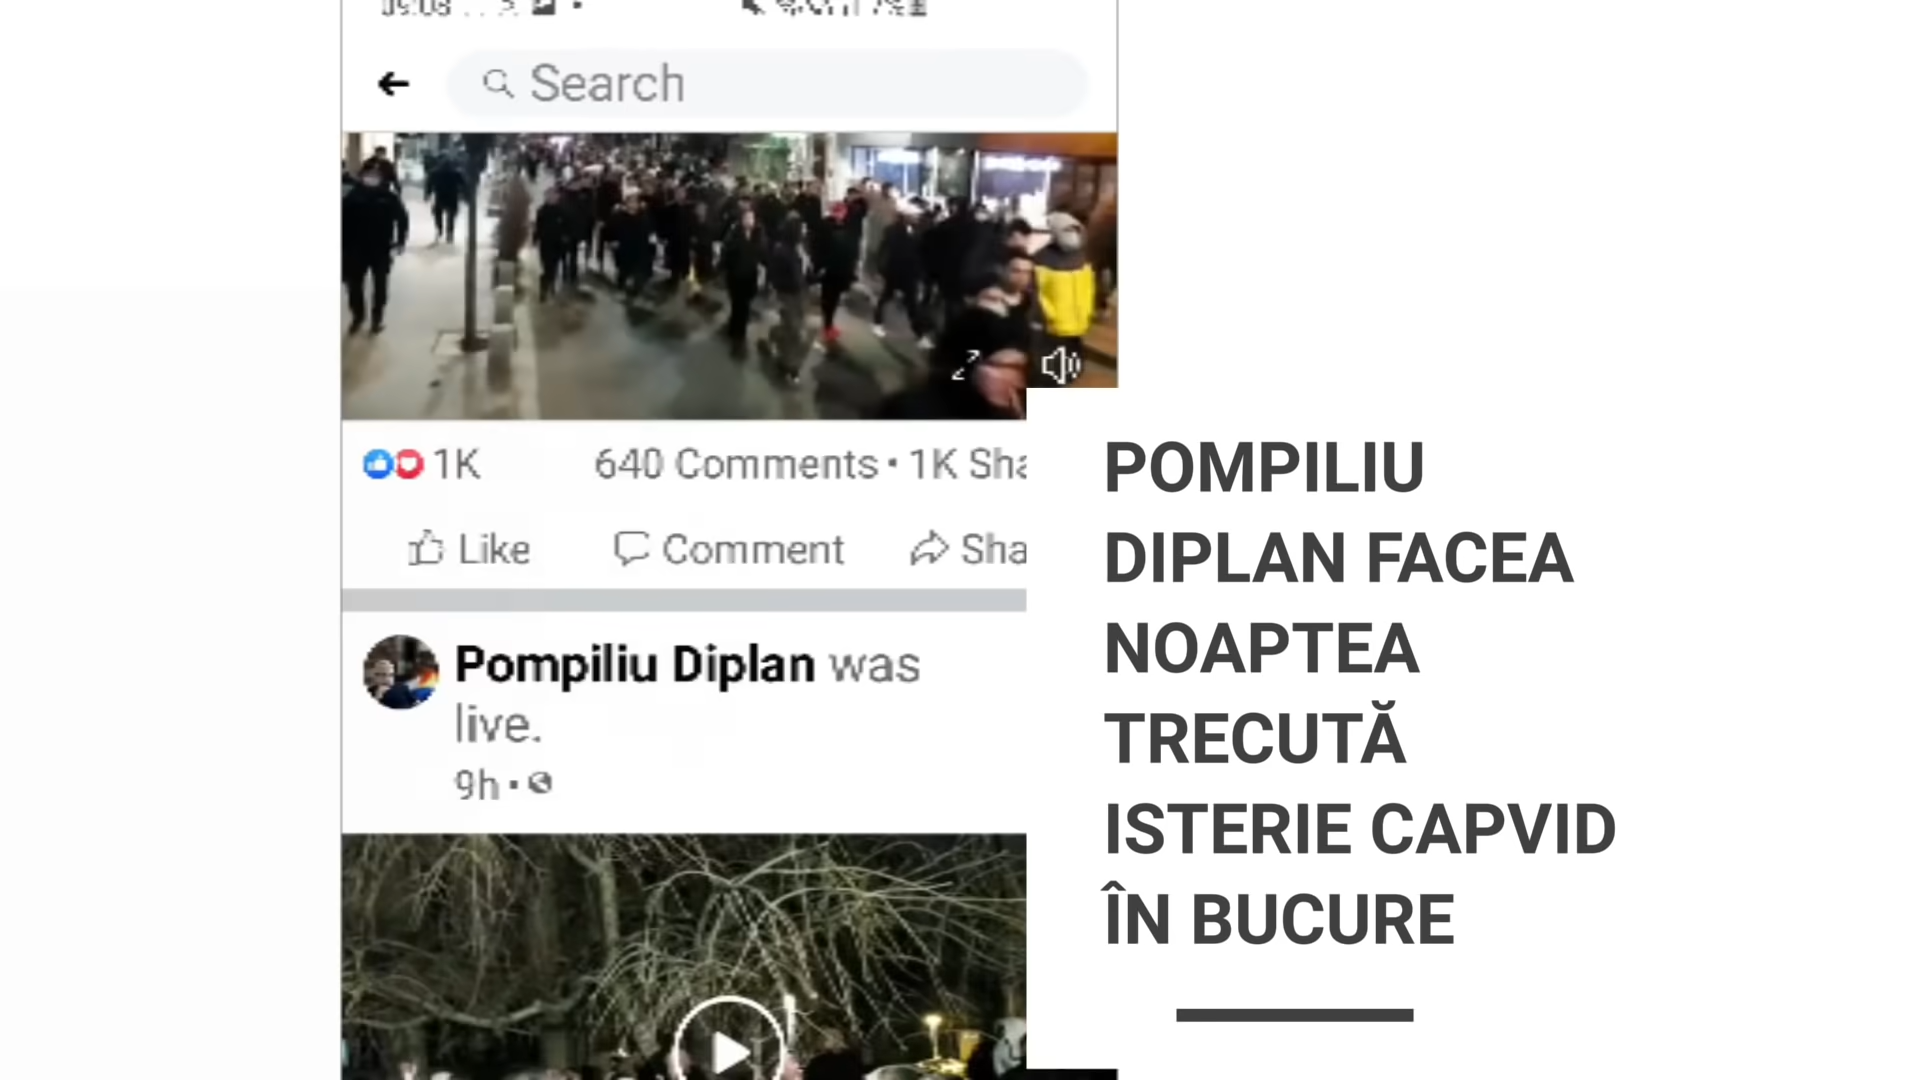 Search
1K
640 Comments • 1K Sha
Like
Comment
Sha
Pompiliu Diplan was
live.
9h •
POMPILIU
DIPLAN FACEA
NOAPTEA
TRECUTĂ
ISTERIE CAPVID
ÎN BUCURE